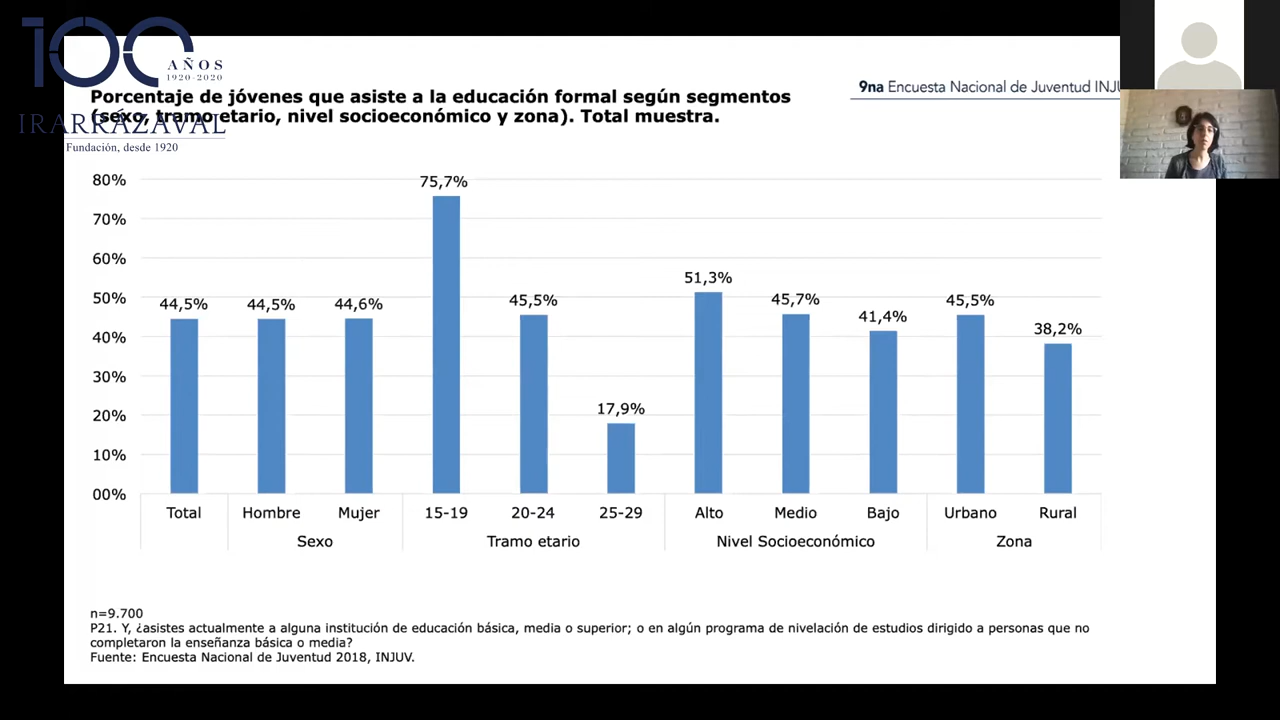 100
AÑOS
1920-2020
IRARRÁZAVAL
Fundación, desde 1920
9na Encuesta Nacional de Juventud INJU
Porcentaje de jóvenes que asiste a la educación formal según segmentos
(sexo, tramo etario, nivel socioeconómico y zona). Total muestra.
80%
70%
60%
50%
40%
30%
20%
10%
00%
44,5%
44,5%
44,6%
75,7%
45,5%
17,9%
51,3%
45,7%
41,4%
45,5%
38,2%
Total Hombre Mujer 15-19 20-24 25-29 Alto Medio Bajo Urbano Rural
Sexo Tramo etario Nivel Socioeconómico Zona
n=9.700
P21. Y, ¿asistes actualmente a alguna institución de educación básica, media o superior; o en algún programa de nivelación de estudios dirigido a personas que no
completaron la enseñanza básica o media?
Fuente: Encuesta Nacional de Juventud 2018, INJUV.